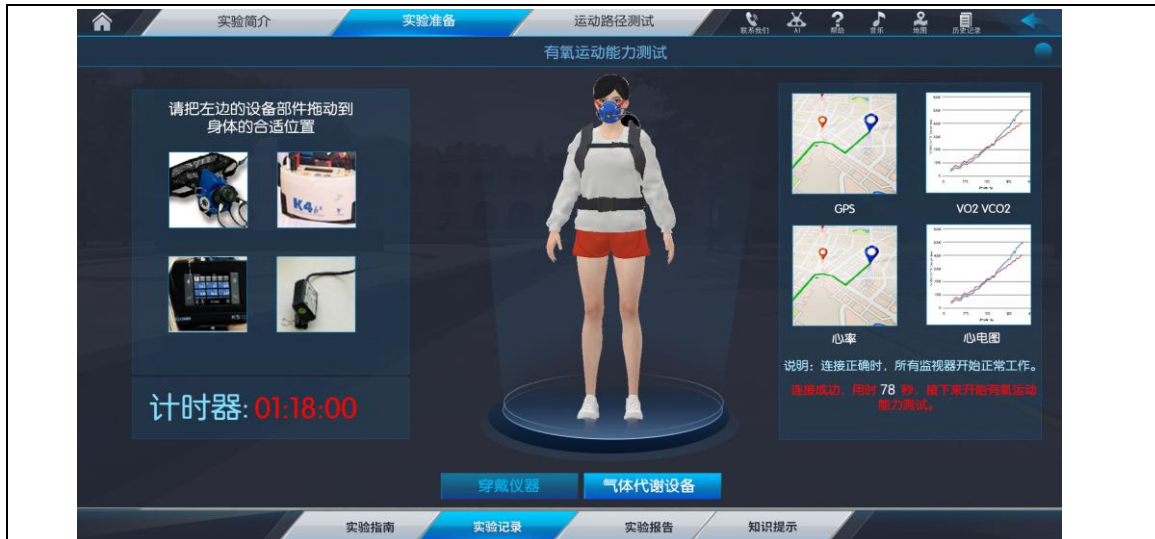 实验简介
实验准备
运动路径测试
联系我们
AI
帮助
音乐
地图
历史记录
有氧运动能力测试
请把左边的设备部件拖动到
身体的合适位置
K4
K5
GPS
VO2 VCO2
心率
心电图
说明：连接正确时，所有监视器开始正常工作。
连接成功，用时 78 秒，接下来开始有氧运动
能力测试。
计时器: 01:18:00
穿戴仪器
气体代谢设备
实验指南
实验记录
实验报告
知识提示